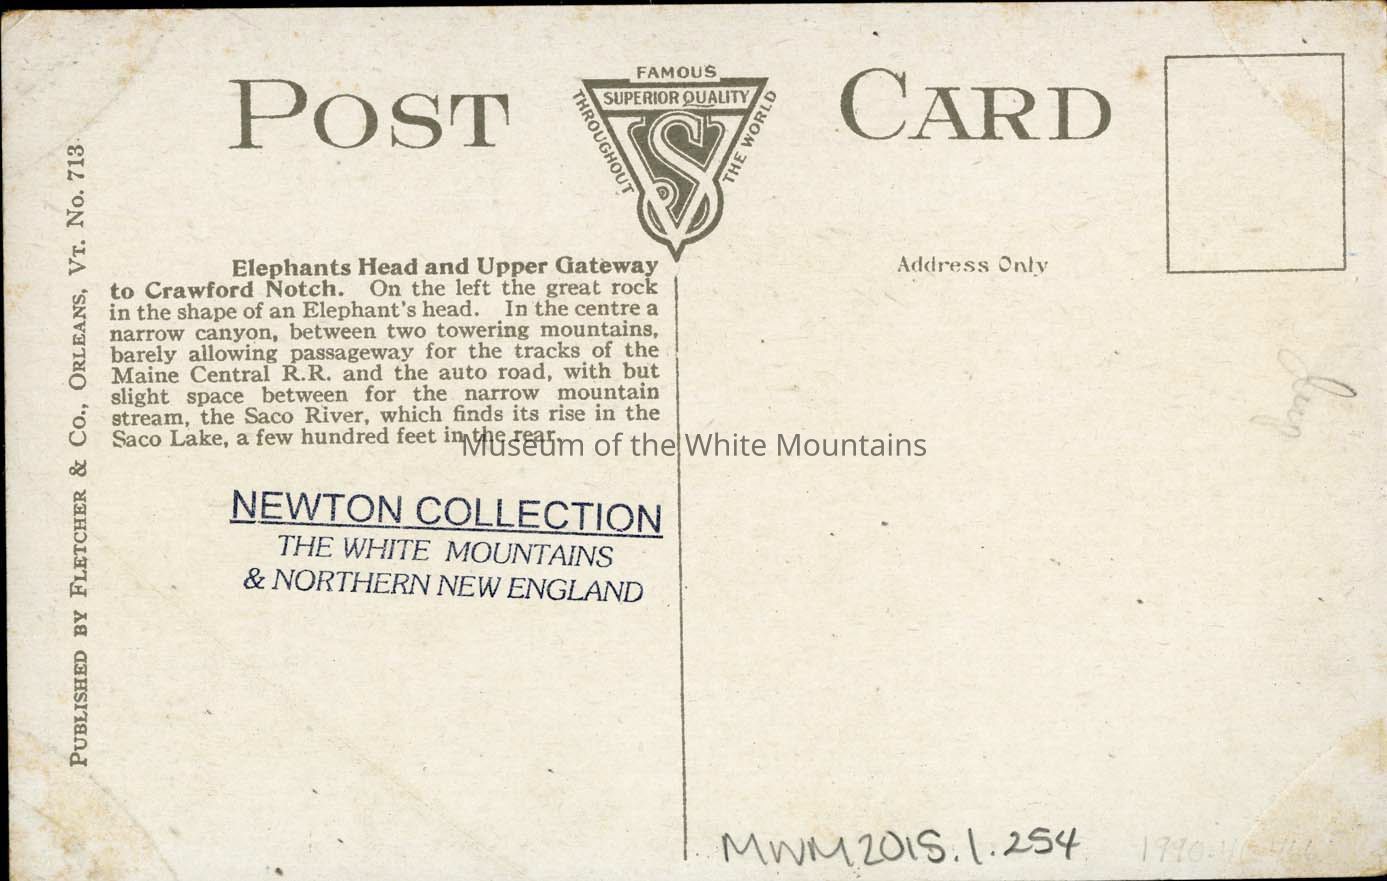 POST CARD
FAMOUS
SUPERIOR QUALITY
THROUGHOUT
THE WORLD
VS
PUBLISHED BY FLETCHER & CO., ORLEANS, VT. No. 713
Address Only
Elephants Head and Upper Gateway
to Crawford Notch. On the left the great rock
in the shape of an Elephant's head. In the centre a
narrow canyon, between two towering mountains,
barely allowing passageway for the tracks of the
Maine Central R.R. and the auto road, with but
slight space between for the narrow mountain
stream, the Saco River, which finds its rise in the
Saco Lake, a few hundred feet in the rear.
Museum of the White Mountains
NEWTON COLLECTION
THE WHITE MOUNTAINS
& NORTHERN NEW ENGLAND
MWM2015.1.254